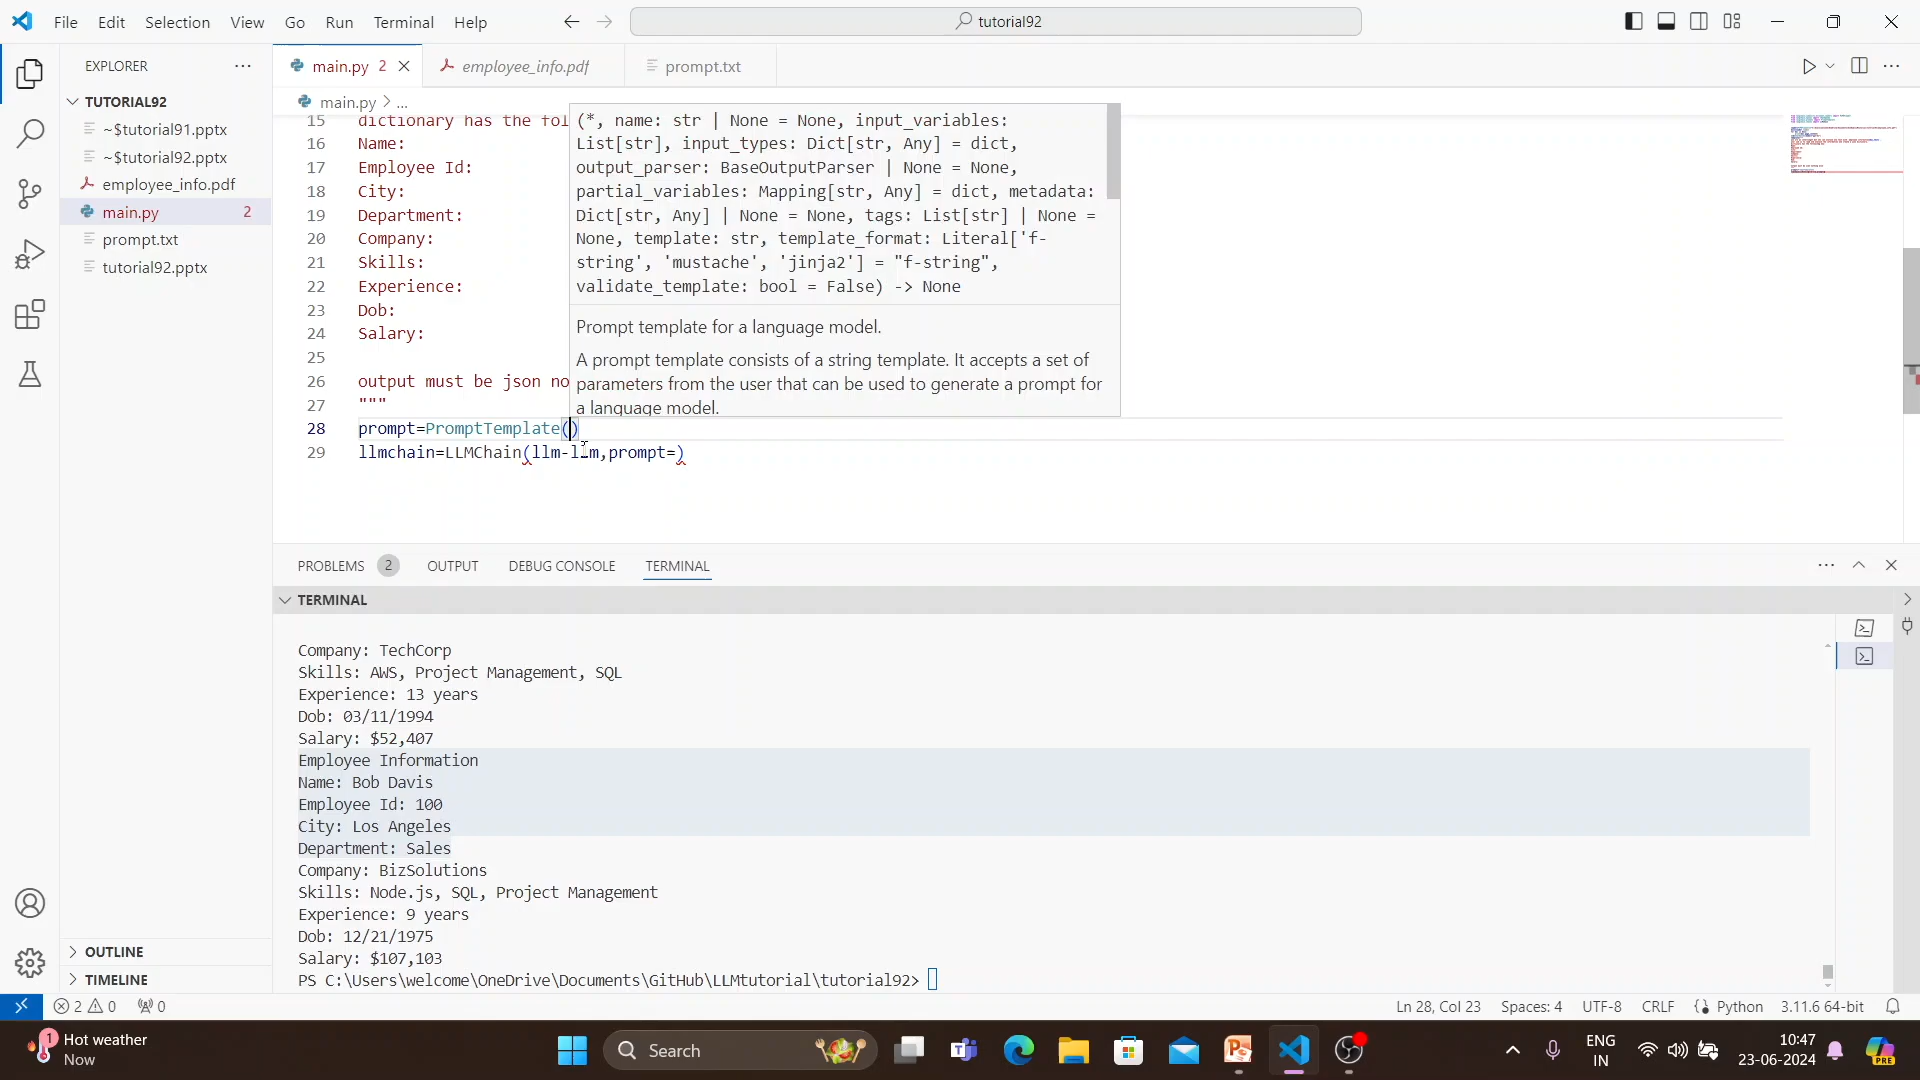 File Edit Selection View Go Run Terminal Help
tutorial92
EXPLORER
TUTORIAL92
~$tutorial91.pptx
~$tutorial92.pptx
employee_info.pdf
main.py 2
prompt.txt
tutorial92.pptx
OUTLINE
TIMELINE
main.py 2 employee_info.pdf prompt.txt
main.py > ...
15 dictionary has the fol
16 Name:
17 Employee Id:
18 City:
19 Department:
20 Company:
21 Skills:
22 Experience:
23 Dob:
24 Salary:
25
26 output must be json no
27 """
28 prompt=PromptTemplate()
29 llmchain=LLMChain(llm-llm,prompt=)
(*, name: str | None = None, input_variables:
List[str], input_types: Dict[str, Any] = dict,
output_parser: BaseOutputParser | None = None,
partial_variables: Mapping[str, Any] = dict, metadata:
Dict[str, Any] | None = None, tags: List[str] | None =
None, template: str, template_format: Literal['f-
string', 'mustache', 'jinja2'] = "f-string",
validate_template: bool = False) -> None
Prompt template for a language model.
A prompt template consists of a string template. It accepts a set of
parameters from the user that can be used to generate a prompt for
a language model.
PROBLEMS 2 OUTPUT DEBUG CONSOLE TERMINAL
TERMINAL
Company: TechCorp
Skills: AWS, Project Management, SQL
Experience: 13 years
Dob: 03/11/1994
Salary: $52,407
Employee Information
Name: Bob Davis
Employee Id: 100
City: Los Angeles
Department: Sales
Company: BizSolutions
Skills: Node.js, SQL, Project Management
Experience: 9 years
Dob: 12/21/1975
Salary: $107,103
PS C:\Users\welcome\OneDrive\Documents\GitHub\LLMtutorial\tutorial92>
2 0 0 Ln 28, Col 23 Spaces: 4 UTF-8 CRLF Python 3.11.6 64-bit
1
Hot weather
Now
Search
ENG
IN
10:47
23-06-2024
PRE